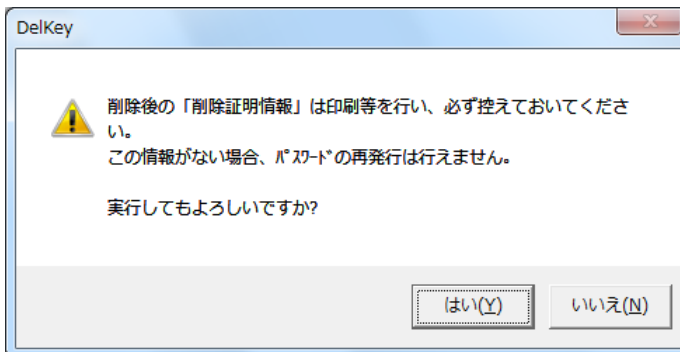 DelKey
削除後の「削除証明情報」は印刷等を行い、必ず控えておいてくださ
い。
この情報がない場合、ﾊﾟｽﾜｰﾄﾞの再発行は行えません。
実行してもよろしいですか?
はい(Y) いいえ(N)